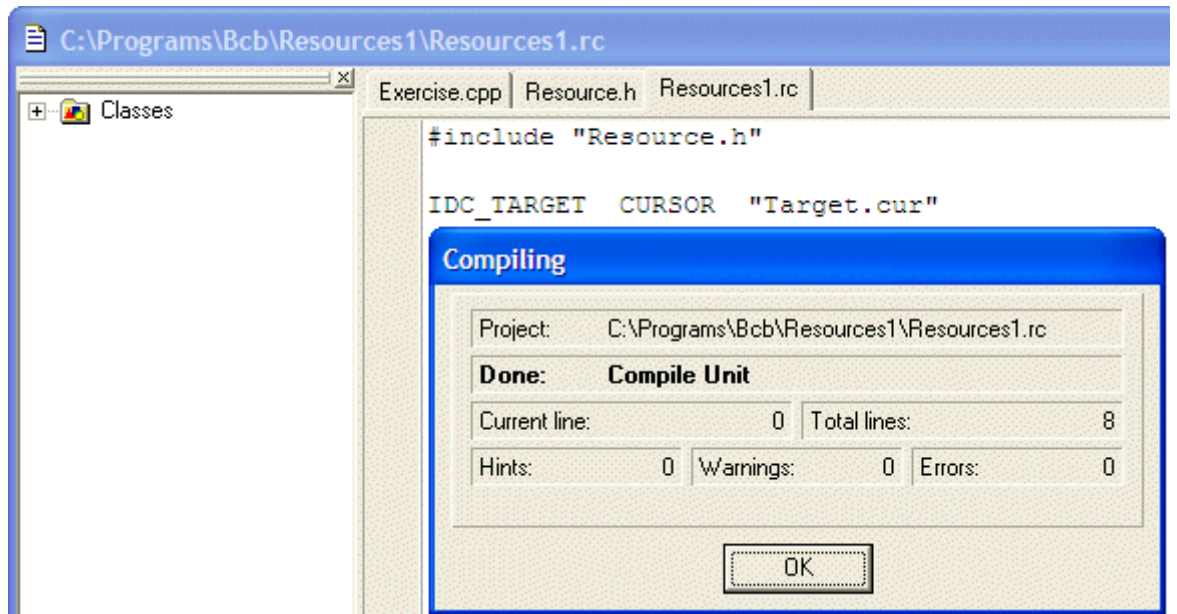 C:\Programs\Bcb\Resources1\Resources1.rc
Classes
Exercise.cpp Resource.h Resources1.rc
#include "Resource.h"
IDC_TARGET CURSOR "Target.cur"
Compiling
Project: C:\Programs\Bcb\Resources1\Resources1.rc
Done: Compile Unit
Current line: 0 Total lines: 8
Hints: 0 Warnings: 0 Errors: 0
OK